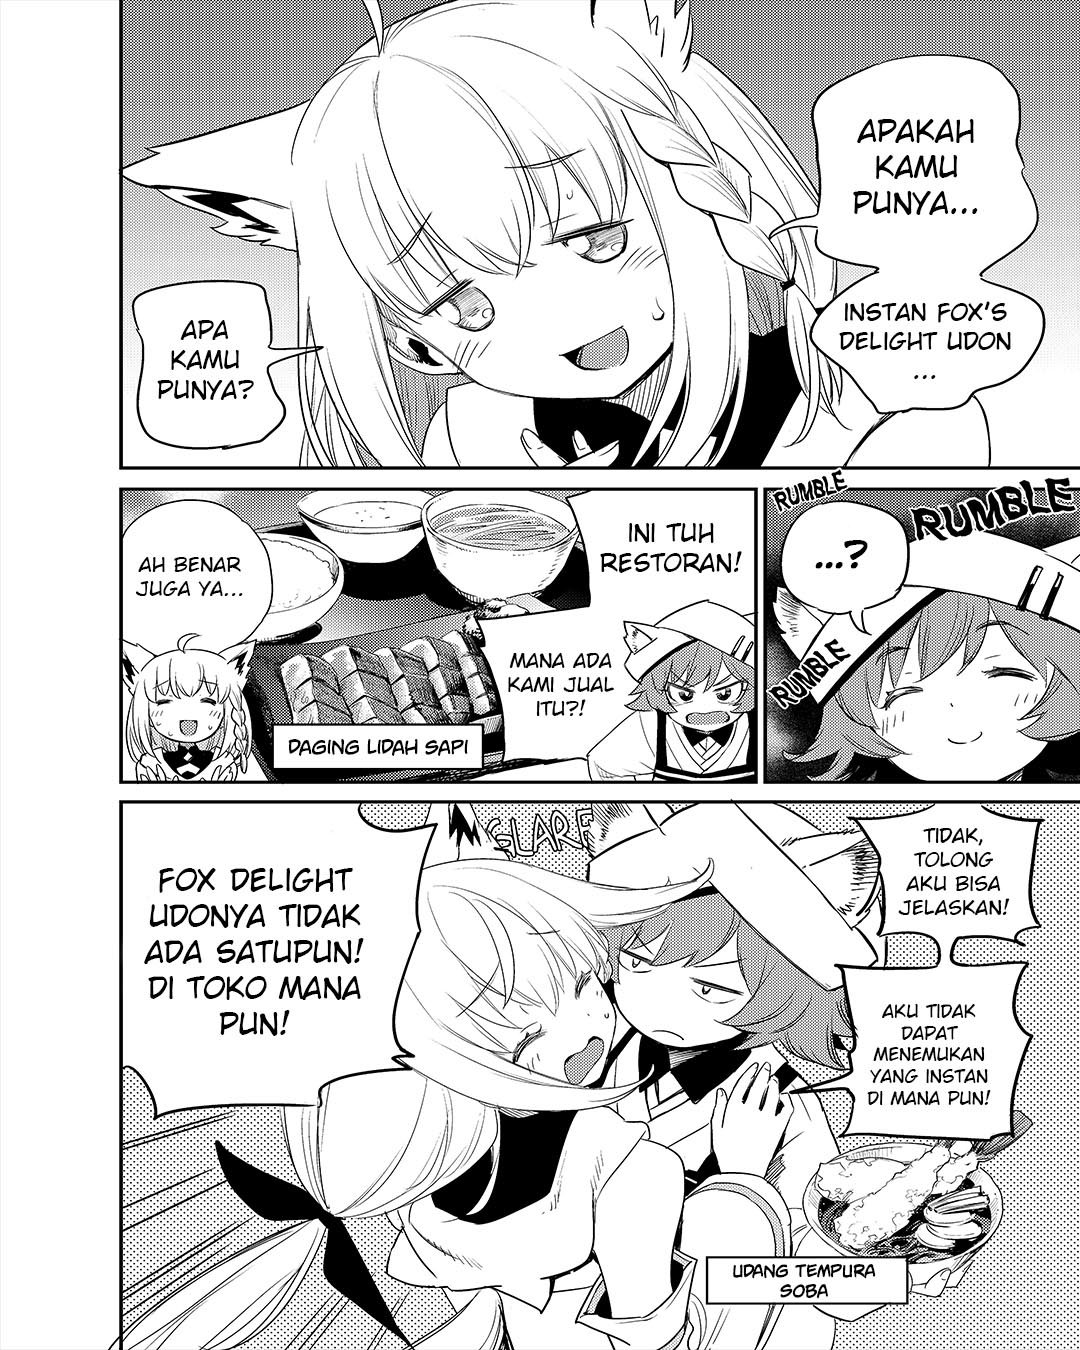 APAKAH
KAMU
PUNYA...
INSTAN FOX'S
DELIGHT UDON
...
APA
KAMU
PUNYA?
RUMBLE
RUMBLE
...?
RUMBLE
INI TUH
RESTORAN!
MANA ADA
KAMI JUAL
ITU?!
AH BENAR
JUGA YA...
DAGING LIDAH SAPI
TIDAK,
TOLONG
AKU BISA
JELASKAN!
AKU TIDAK
DAPAT
MENEMUKAN
YANG INSTAN
DI MANA PUN!
GLARE
FOX DELIGHT
UDONYA TIDAK
ADA SATUPUN!
DI TOKO MANA
PUN!
UDANG TEMPURA
SOBA